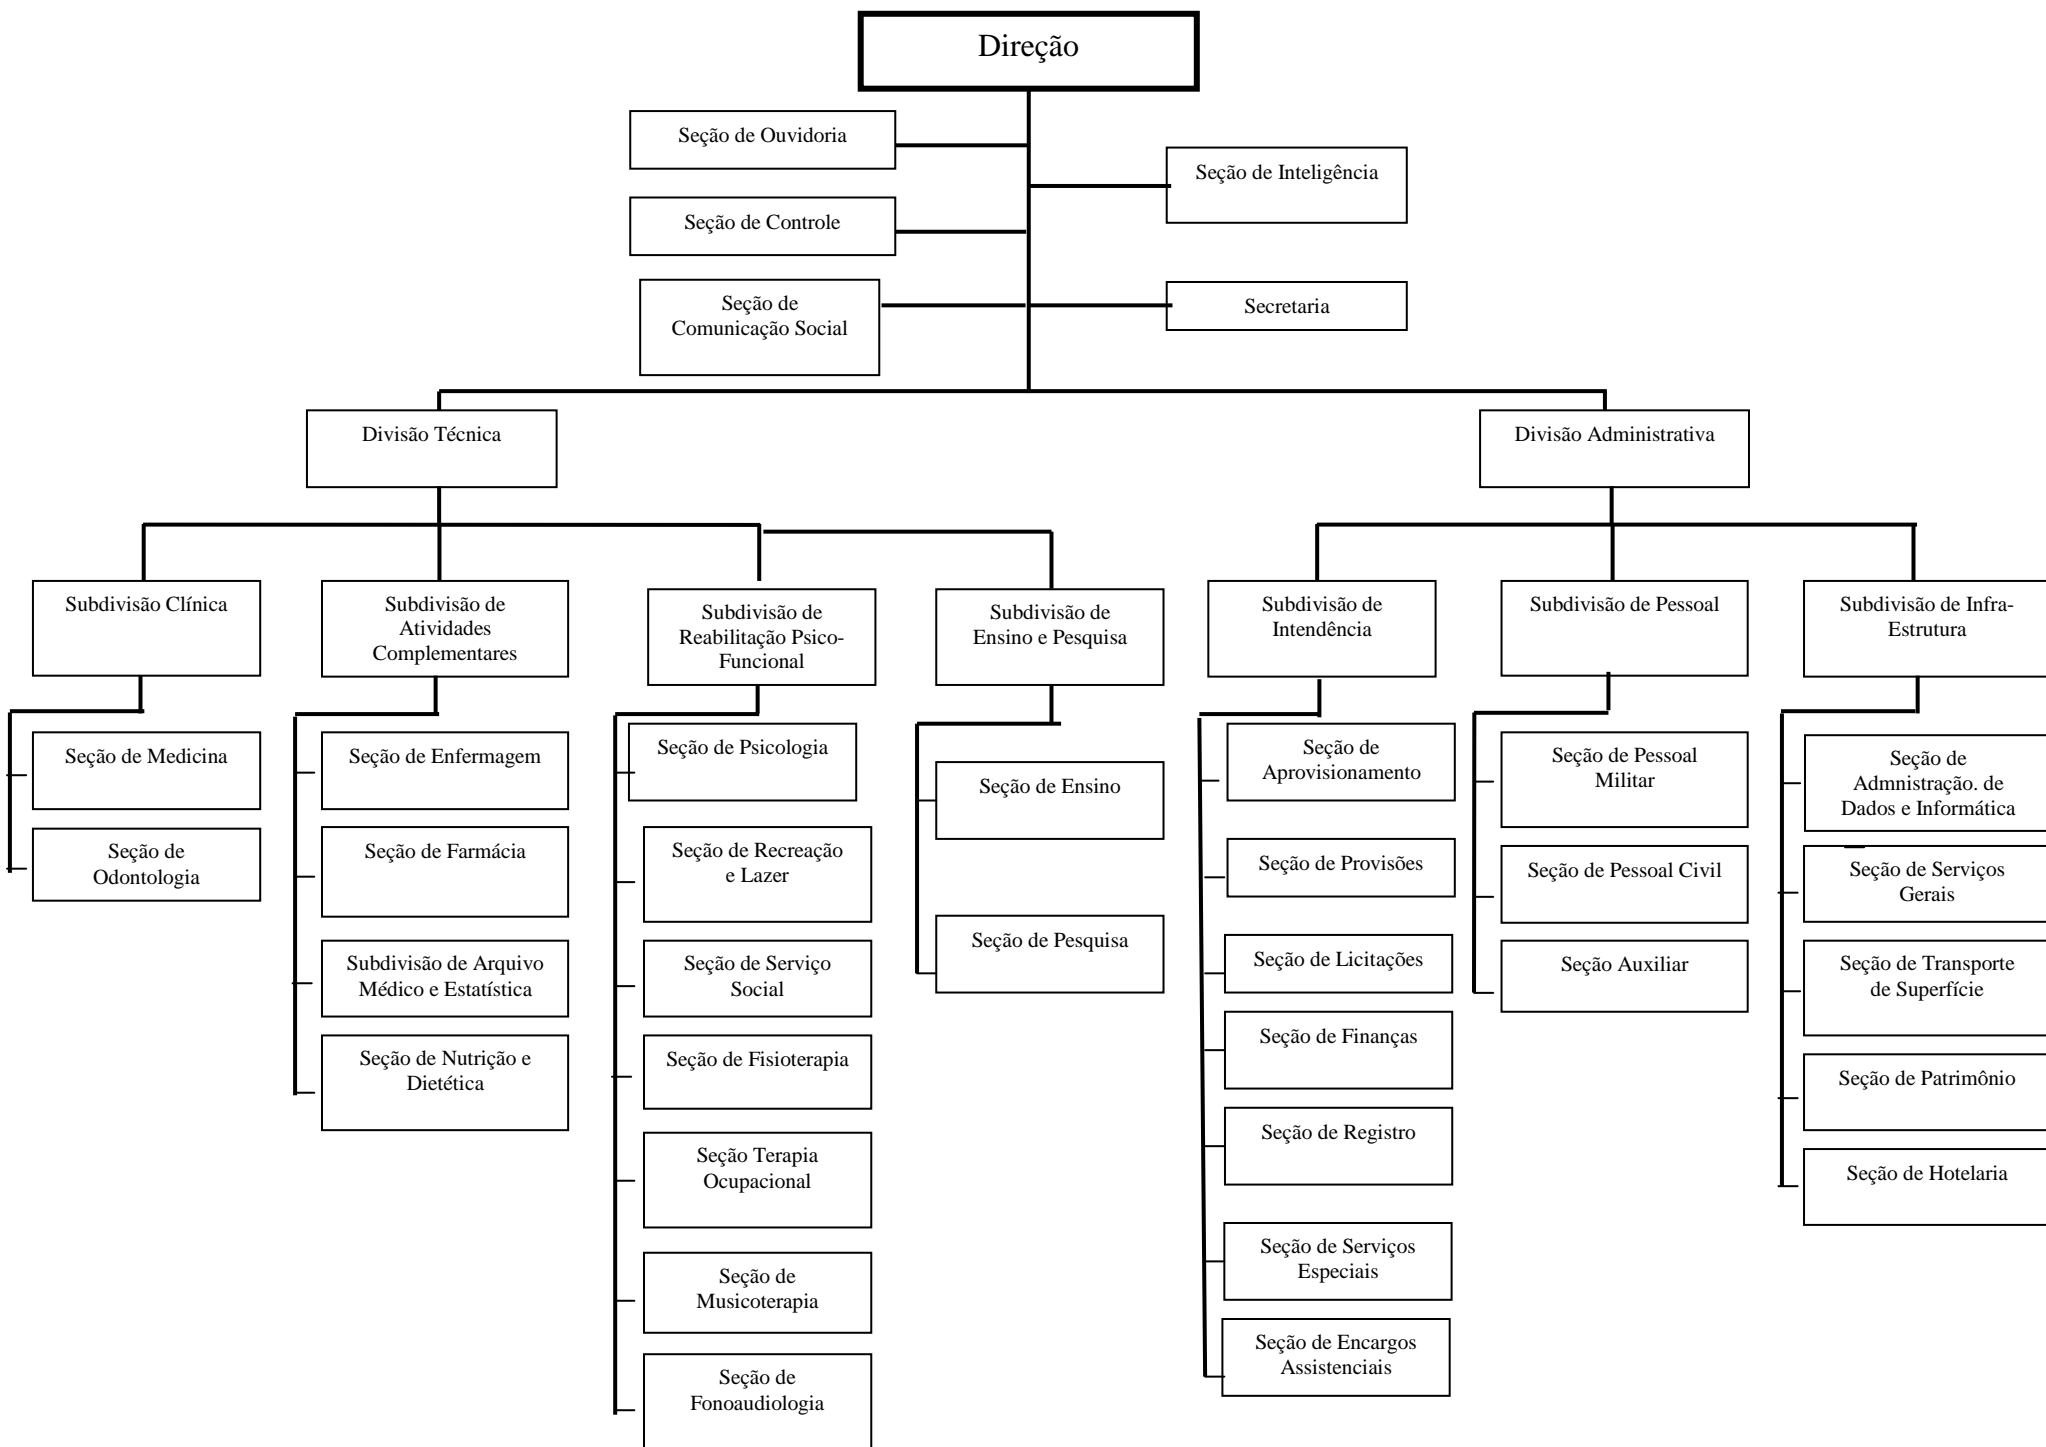 Direção
Seção de Ouvidoria
Seção de Inteligência
Seção de Controle
Seção de
Comunicação Social
Secretaria
Divisão Técnica
Divisão Administrativa
Subdivisão Clínica
Subdivisão de
Atividades
Complementares
Subdivisão de
Reabilitação Psico-
Funcional
Subdivisão de
Ensino e Pesquisa
Subdivisão de
Intendência
Subdivisão de Pessoal
Subdivisão de Infra-
Estrutura
Seção de Medicina
Seção de
Odontologia
Seção de Enfermagem
Seção de Farmácia
Subdivisão de Arquivo
Médico e Estatística
Seção de Nutrição e
Dietética
Seção de Psicologia
Seção de Recreação
e Lazer
Seção de Serviço
Social
Seção de Fisioterapia
Seção Terapia
Ocupacional
Seção de
Musicoterapia
Seção de
Fonoaudiologia
Seção de Ensino
Seção de Pesquisa
Seção de
Aprovisionamento
Seção de Provisões
Seção de Licitações
Seção de Finanças
Seção de Registro
Seção de Serviços
Especiais
Seção de Encargos
Assistenciais
Seção de Pessoal
Militar
Seção de Pessoal Civil
Seção Auxiliar
Seção de
Admnistração. de
Dados e Informática
Seção de Serviços
Gerais
Seção de Transporte
de Superfície
Seção de Patrimônio
Seção de Hotelaria